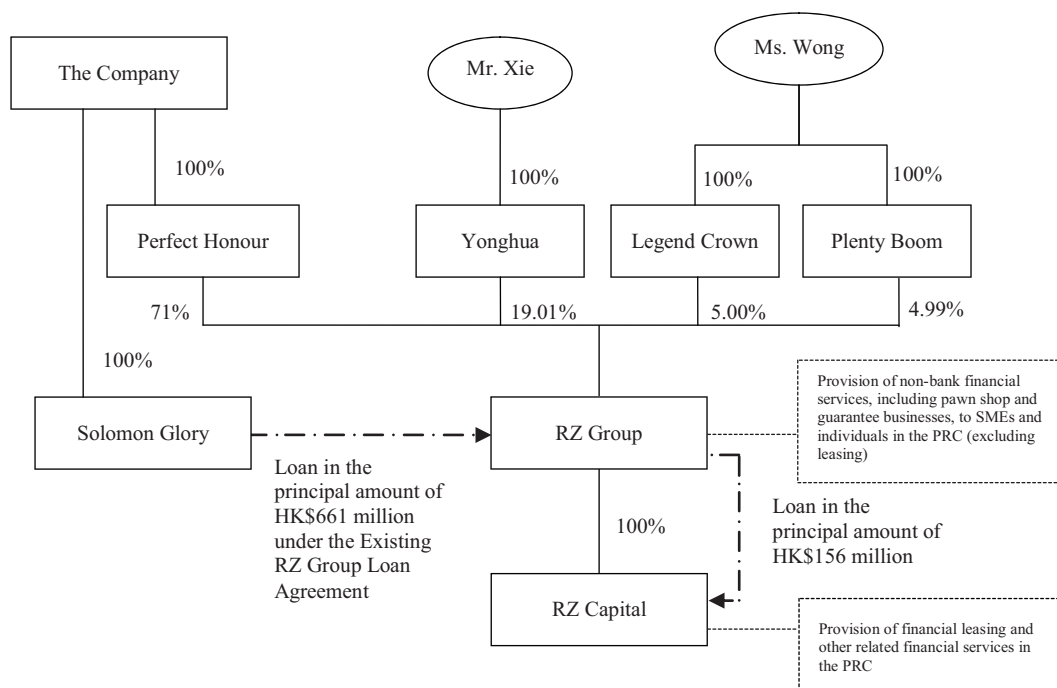 The Company
Mr. Xie
Ms. Wong
100%
100%
100%
100%
Perfect Honour
Yonghua
Legend Crown
Plenty Boom
71%
19.01%
5.00%
4.99%
100%
Solomon Glory
RZ Group
Provision of non-bank financial
services, including pawn shop and
guarantee businesses, to SMEs and
individuals in the PRC (excluding
leasing)
Loan in the
principal amount of
HK$661 million
under the Existing
RZ Group Loan
Agreement
100%
Loan in the
principal amount of
HK$156 million
RZ Capital
Provision of financial leasing and
other related financial services in
the PRC